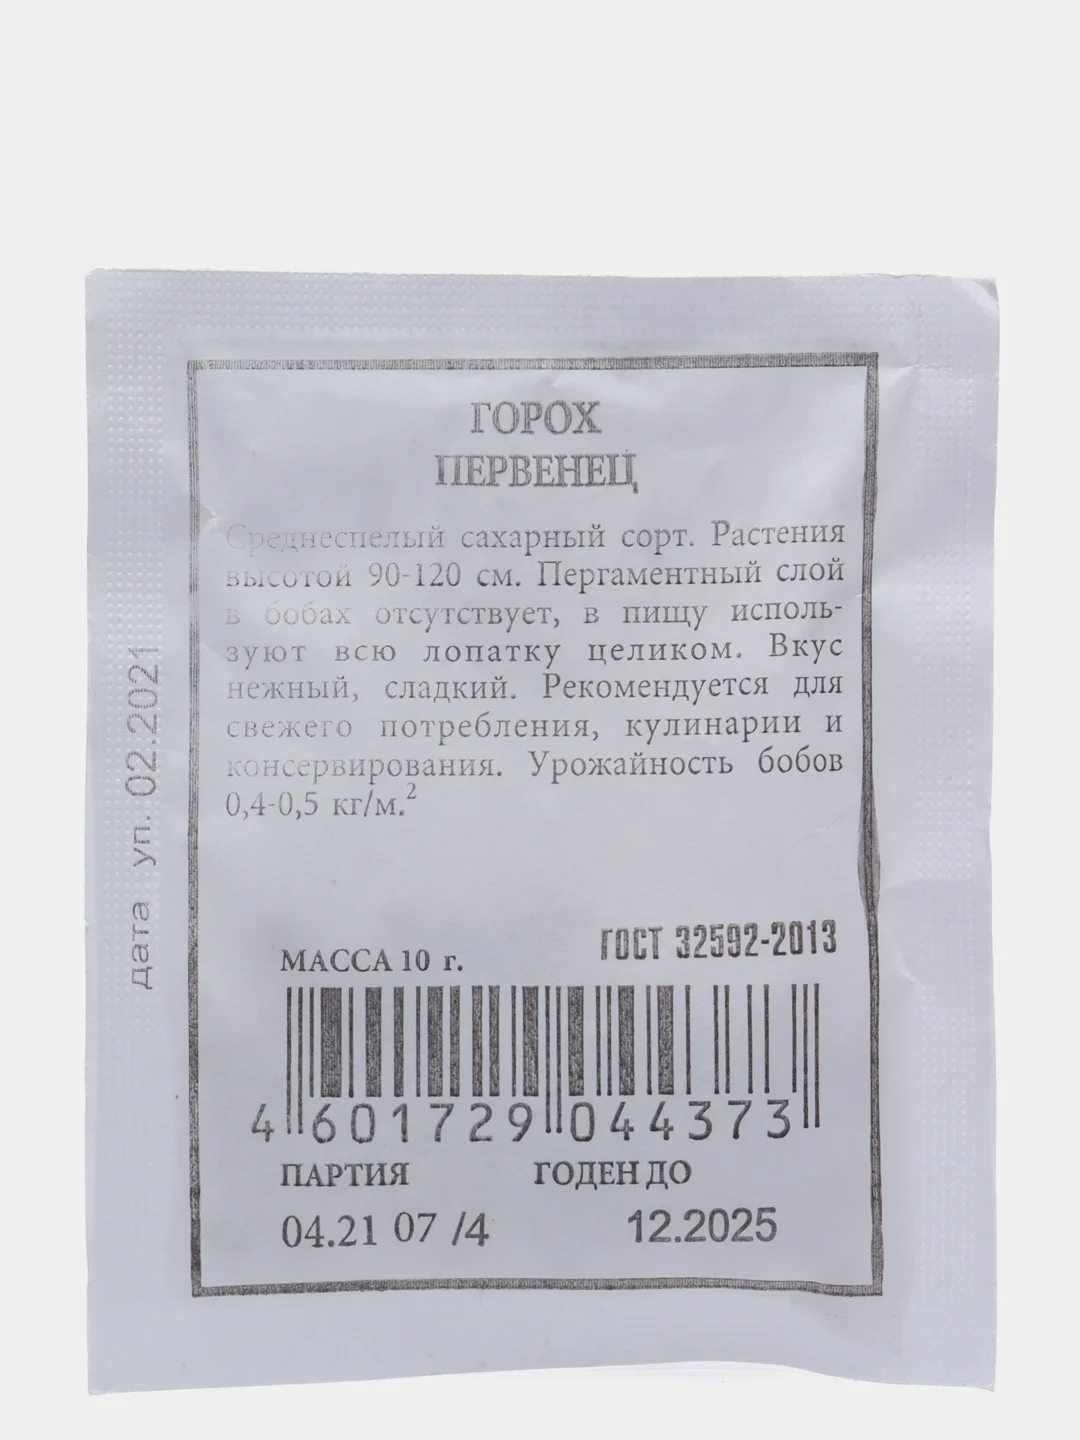 ГОРОХ
ПЕРВЕНЕЦ
Среднеспелый сахарный сорт. Растения
высотой 90-120 см. Пергаментный слой
в бобах отсутствует, в пищу исполь-
зуют всю лопатку целиком. Вкус
нежный, сладкий. Рекомендуется для
свежего потребления, кулинарии и
консервирования. Урожайность бобов
0,4-0,5 кг/м.²
дата уп. 02.2021
МАССА 10 г.
ГОСТ 32592-2013
4 601729 044373
ПАРТИЯ
ГОДЕН ДО
04.21 07 /4
12.2025